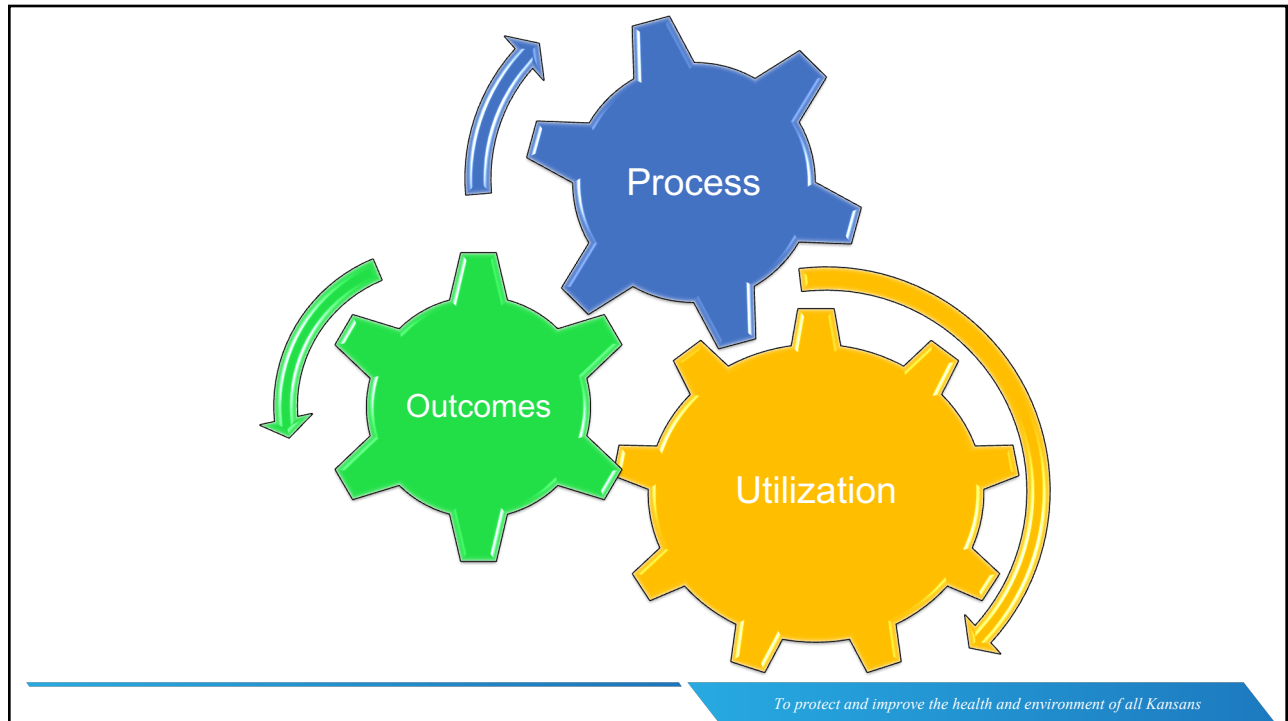 Process
Outcomes
Utilization
To protect and improve the health and environment of all Kansans